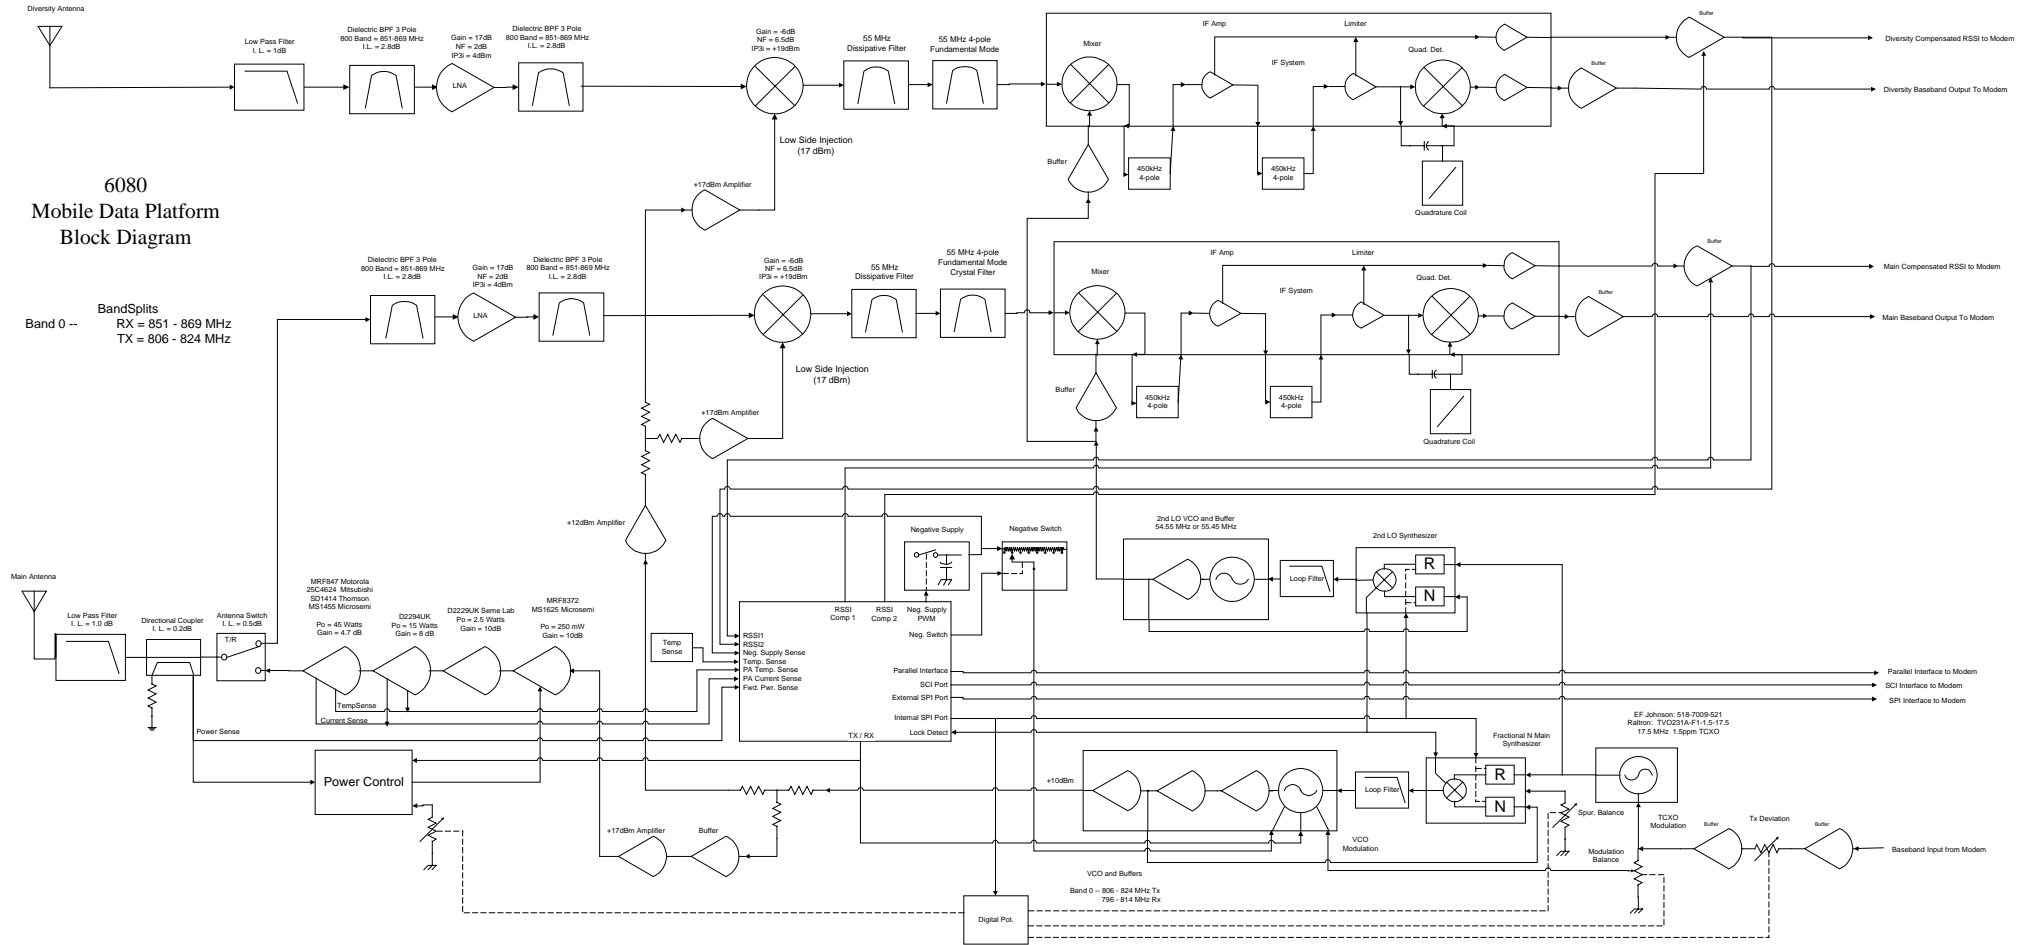 Diversity Antenna
Low Pass Filter
I. L. = 1dB
Dielectric BPF 3 Pole
800 Band = 851-869 MHz
I.L. = 2.8dB
Gain = 17dB
NF = 2dB
IP3i = 4dBm
LNA
Dielectric BPF 3 Pole
800 Band = 851-869 MHz
I.L. = 2.8dB
Gain = -6dB
NF = 6.5dB
IP3i = +19dBm
55 MHz
Dissipative Filter
55 MHz 4-pole
Fundamental Mode
Mixer
IF Amp
IF System
Limiter
Quad. Det.
Buffer
Buffer
Diversity Compensated RSSI to Modem
Diversity Baseband Output To Modem
Low Side Injection
(17 dBm)
Buffer
450kHz
4-pole
450kHz
4-pole
Quadrature Coil
+17dBm Amplifier
6080
Mobile Data Platform
Block Diagram
BandSplits
Band 0 -- RX = 851 - 869 MHz
TX = 806 - 824 MHz
Dielectric BPF 3 Pole
800 Band = 851-869 MHz
I.L. = 2.8dB
Gain = 17dB
NF = 2dB
IP3i = 4dBm
LNA
Dielectric BPF 3 Pole
800 Band = 851-869 MHz
I.L. = 2.8dB
Gain = -6dB
NF = 6.5dB
IP3i = +19dBm
55 MHz
Dissipative Filter
55 MHz 4-pole
Fundamental Mode
Crystal Filter
Mixer
IF Amp
IF System
Limiter
Quad. Det.
Buffer
Buffer
Main Compensated RSSI to Modem
Main Baseband Output To Modem
Low Side Injection
(17 dBm)
Buffer
450kHz
4-pole
450kHz
4-pole
Quadrature Coil
+17dBm Amplifier
+12dBm Amplifier
Negative Supply
Negative Switch
2nd LO VCO and Buffer
54.55 MHz or 55.45 MHz
Loop Filter
2nd LO Synthesizer
R
N
Main Antenna
Low Pass Filter
I. L. = 1.0 dB
Directional Coupler
I. L. = 0.2dB
Antenna Switch
I. L. = 0.5dB
T/R
MRF847 Motorola
25C4624 Mitsubishi
SD1414 Thomson
MS1455 Microsemi
Po = 45 Watts
Gain = 4.7 dB
D2294UK
Po = 15 Watts
Gain = 8 dB
D2229UK Seme Lab
Po = 2.5 Watts
Gain = 10dB
MRF8372
MS1625 Microsemi
Po = 250 mW
Gain = 10dB
TempSense
Current Sense
Power Sense
Temp
Sense
RSSI
Comp 1
RSSI
Comp 2
Neg. Supply
PWM
RSSI1
RSSI2
Neg. Supply Sense
Temp. Sense
PA Temp. Sense
PA Current Sense
Fwd. Pwr. Sense
Neg. Switch
Parallel Interface
SCI Port
External SPI Port
Internal SPI Port
Lock Detect
TX / RX
Parallel Interface to Modem
SCI Interface to Modem
SPI Interface to Modem
Power Control
+17dBm Amplifier
Buffer
+10dBm
Loop Filter
Fractional N Main
Synthesizer
R
N
EF Johnson: 518-7009-521
Raltron: TVO231A-F1-1.5-17.5
17.5 MHz 1.5ppm TCXO
Spur. Balance
TCXO
Modulation
Modulation
Balance
Buffer
Tx Deviation
Buffer
Baseband Input from Modem
VCO
Modulation
VCO and Buffers
Band 0 -- 806 - 824 MHz Tx
796 - 814 MHz Rx
Digital Pot.